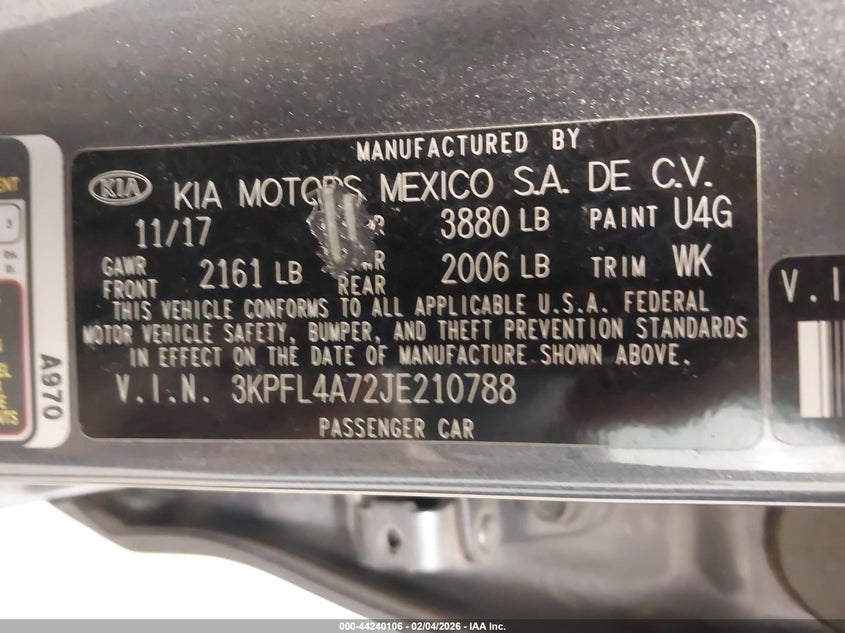 MANUFACTURED BY
KIA KIA MOTORS MEXICO S.A. DE C.V.
11/17 3880 LB PAINT U4G
GAWR FRONT 2161 LB REAR 2006 LB TRIM WK
THIS VEHICLE CONFORMS TO ALL APPLICABLE U.S.A. FEDERAL
MOTOR VEHICLE SAFETY, BUMPER, AND THEFT PREVENTION STANDARDS
IN EFFECT ON THE DATE OF MANUFACTURE SHOWN ABOVE.
V.I.N. 3KPFL4A72JE210788
PASSENGER CAR
A970
V.I
000-44240106 - 02/04/2026 - IAA Inc.